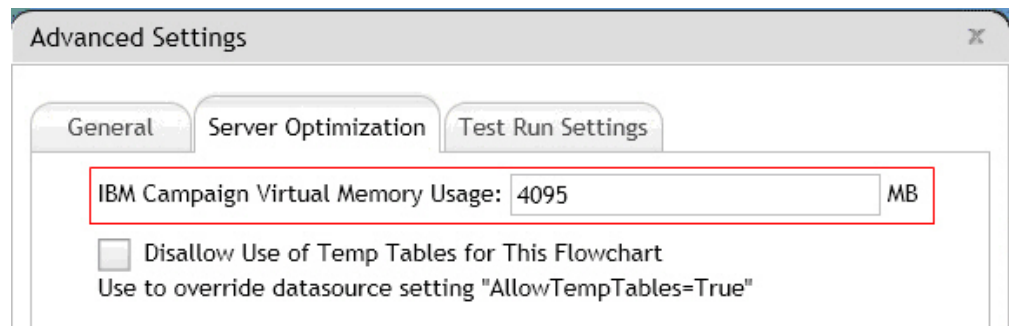 Advanced Settings x
General Server Optimization Test Run Settings
IBM Campaign Virtual Memory Usage: 4095 MB
Disallow Use of Temp Tables for This Flowchart
Use to override datasource setting "AllowTempTables=True"